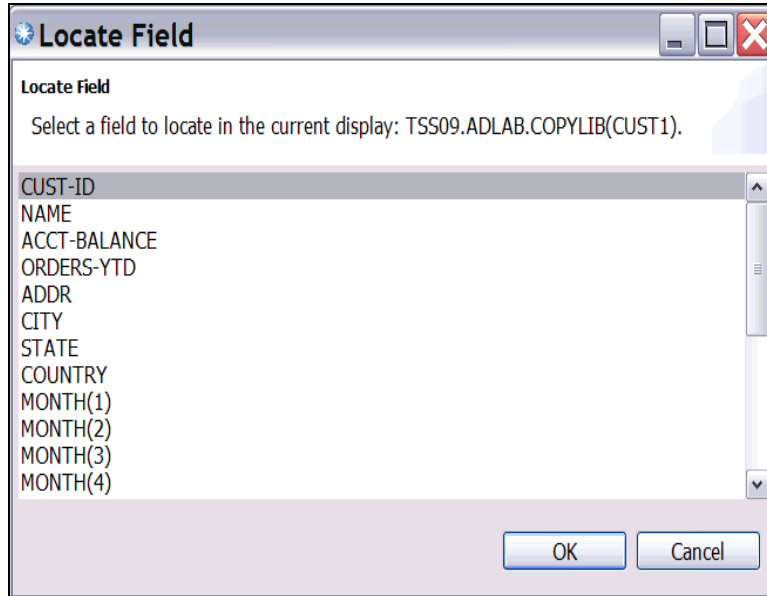 Locate Field
Locate Field
Select a field to locate in the current display: TSS09.ADLAB.COPYLIB(CUST1).
CUST-ID
NAME
ACCT-BALANCE
ORDERS-YTD
ADDR
CITY
STATE
COUNTRY
MONTH(1)
MONTH(2)
MONTH(3)
MONTH(4)
OK Cancel